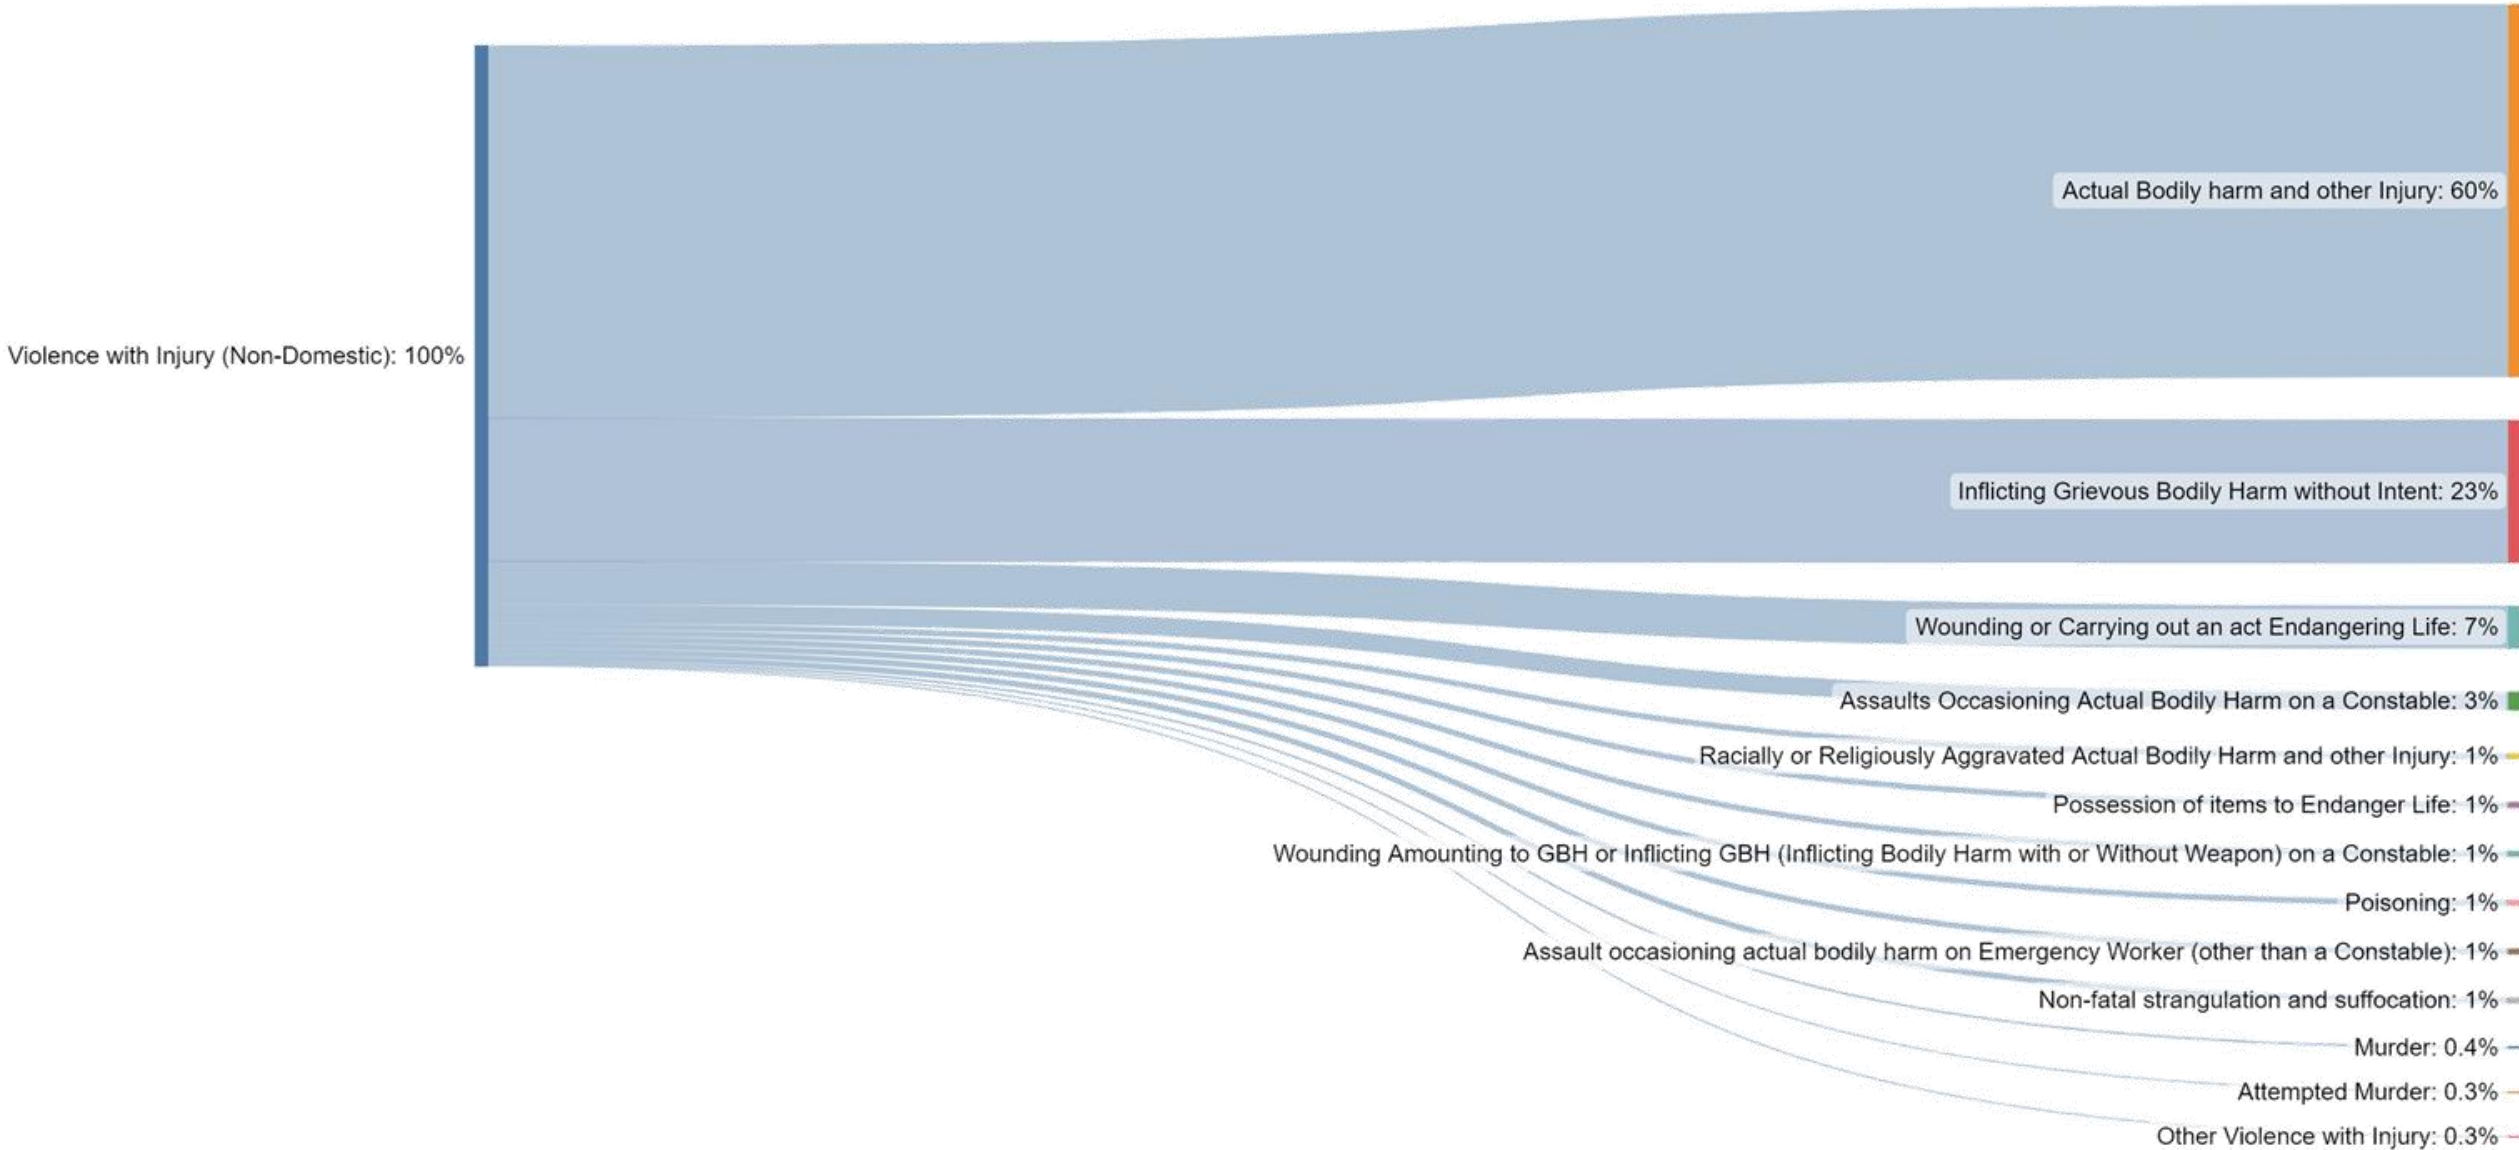 Actual Bodily harm and other Injury: 60%
Violence with Injury (Non-Domestic): 100%
Inflicting Grievous Bodily Harm without Intent: 23%
Wounding or Carrying out an act Endangering Life: 7%
Assaults Occasioning Actual Bodily Harm on a Constable: 3%
Racially or Religiously Aggravated Actual Bodily Harm and other Injury: 1%
Possession of items to Endanger Life: 1%
Wounding Amounting to GBH or Inflicting GBH (Inflicting Bodily Harm with or Without Weapon) on a Constable: 1%
Poisoning: 1%
Assault occasioning actual bodily harm on Emergency Worker (other than a Constable): 1%
Non-fatal strangulation and suffocation: 1%
Murder: 0.4%
Attempted Murder: 0.3%
Other Violence with Injury: 0.3%